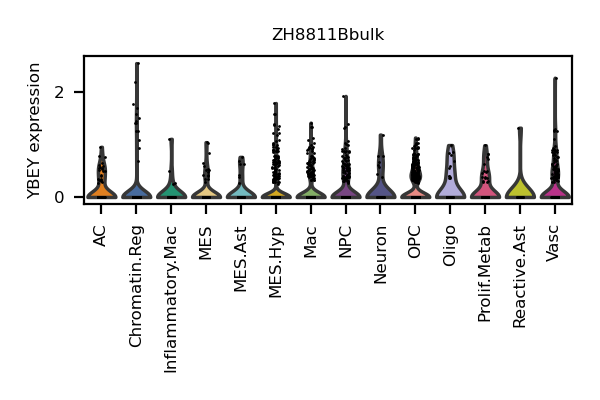 ZH8811Bbulk
YBEY expression
2
0
AC
Chromatin.Reg
Inflammatory.Mac
MES
MES.Ast
MES.Hyp
Mac
NPC
Neuron
OPC
Oligo
Prolif.Metab
Reactive.Ast
Vasc